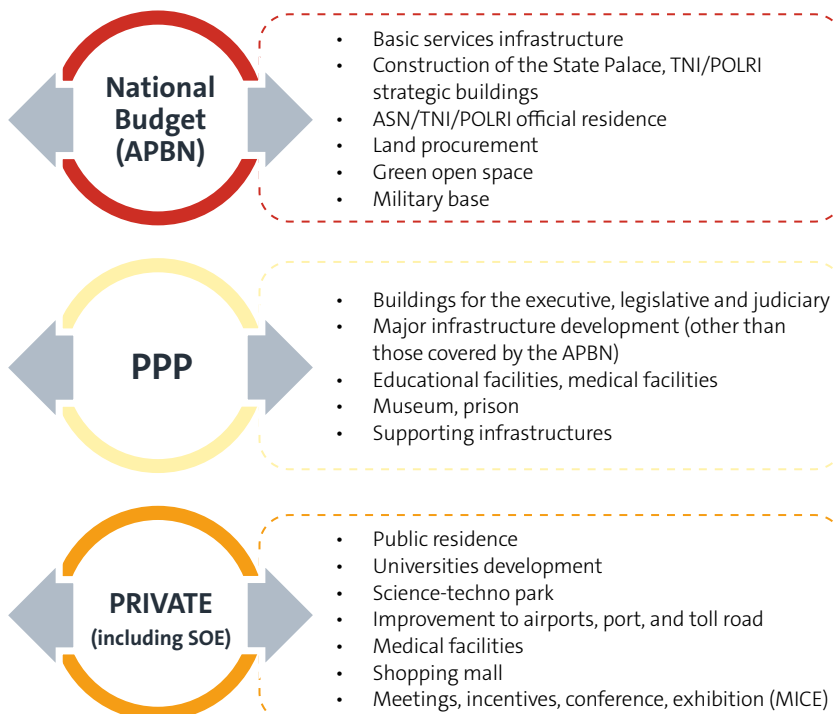 National
Budget
(APBN)
• Basic services infrastructure
• Construction of the State Palace, TNI/POLRI
strategic buildings
• ASN/TNI/POLRI official residence
• Land procurement
• Green open space
• Military base
PPP
• Buildings for the executive, legislative and judiciary
• Major infrastructure development (other than
those covered by the APBN)
• Educational facilities, medical facilities
• Museum, prison
• Supporting infrastructures
PRIVATE
(including SOE)
• Public residence
• Universities development
• Science-techno park
• Improvement to airports, port, and toll road
• Medical facilities
• Shopping mall
• Meetings, incentives, conference, exhibition (MICE)